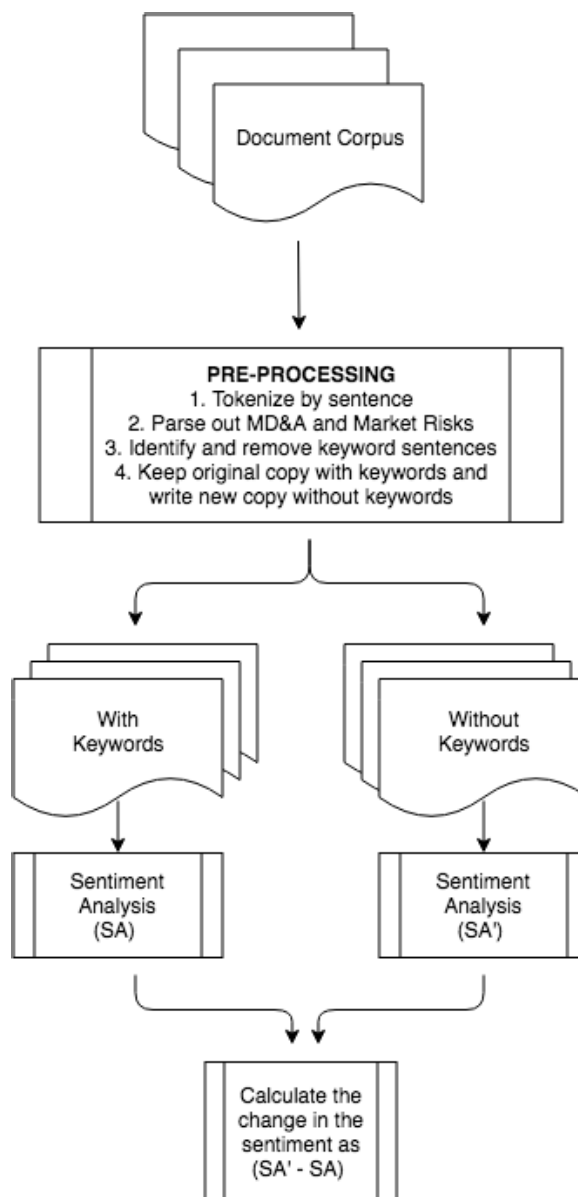 Document Corpus
PRE-PROCESSING
1. Tokenize by sentence
2. Parse out MD&A and Market Risks
3. Identify and remove keyword sentences
4. Keep original copy with keywords and
write new copy without keywords
With
Keywords
Without
Keywords
Sentiment
Analysis
(SA)
Sentiment
Analysis
(SA')
Calculate the
change in the
sentiment as
(SA' - SA)